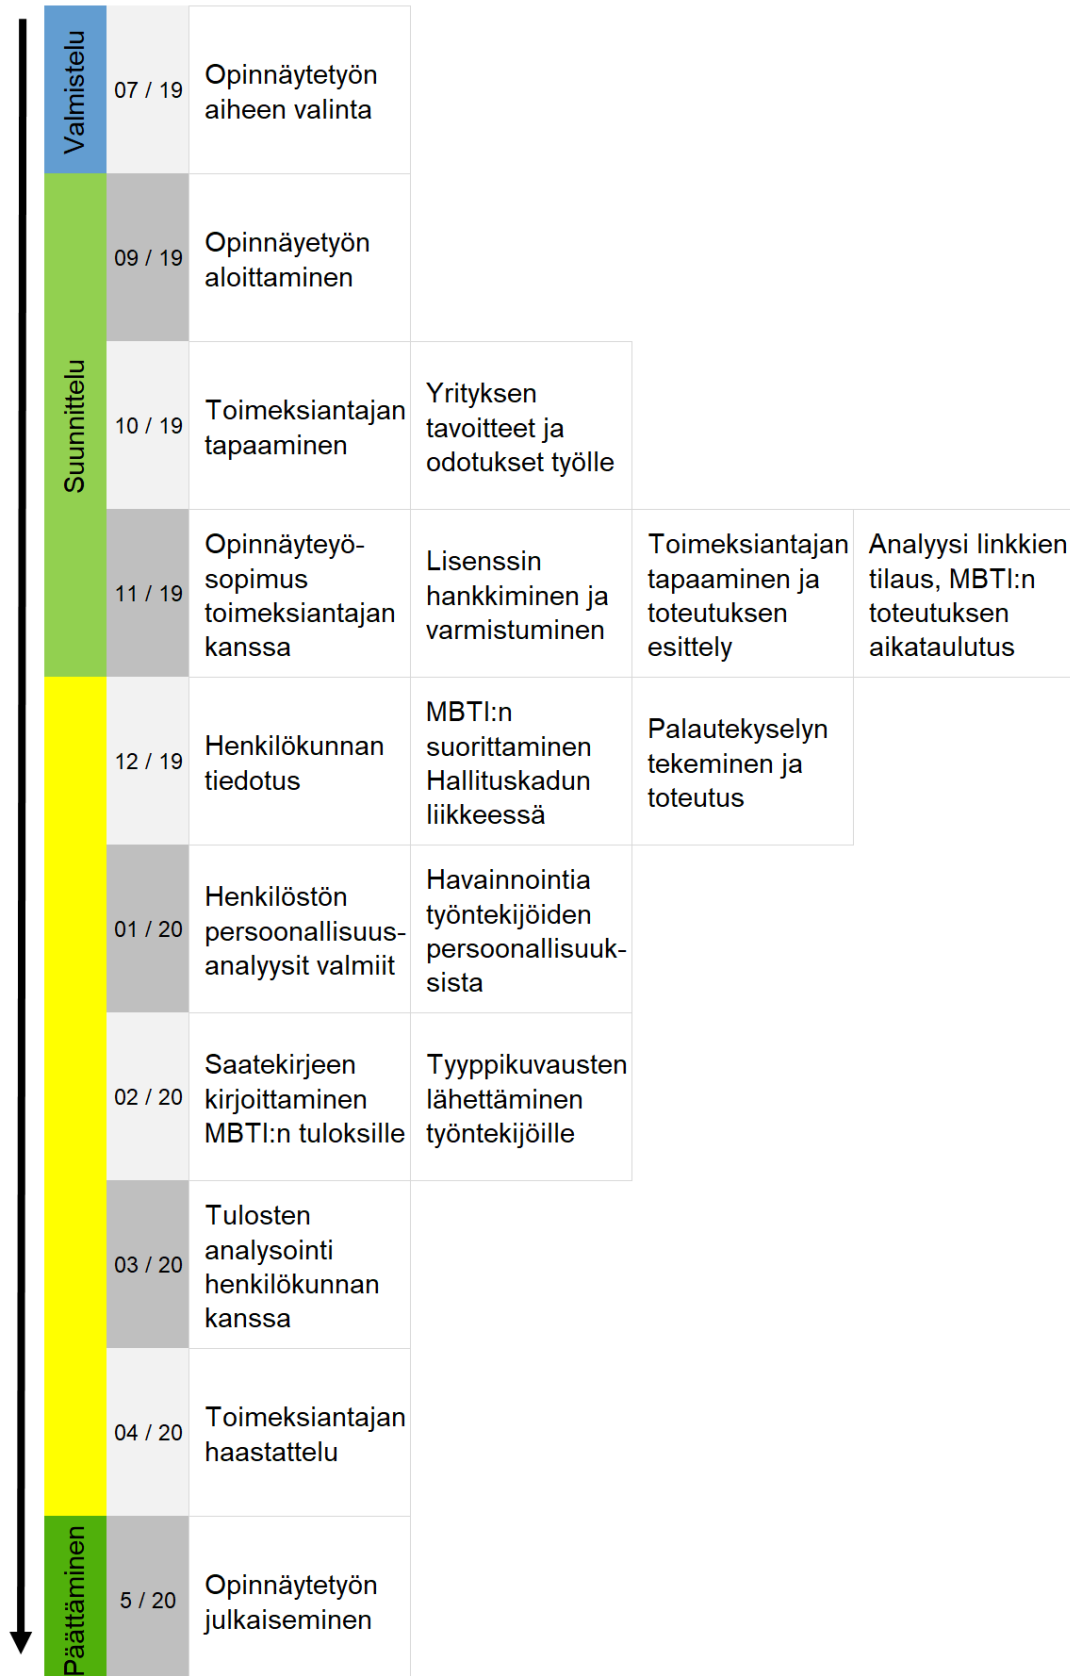 Valmistelu
07 / 19
Opinnäytetyön
aiheen valinta
Suunnittelu
09 / 19
Opinnäyetyön
aloittaminen
10 / 19
Toimeksiantajan
tapaaminen
Yrityksen
tavoitteet ja
odotukset työlle
11 / 19
Opinnäyteyö-
sopimus
toimeksiantajan
kanssa
Lisenssin
hankkiminen ja
varmistuminen
Toimeksiantajan
tapaaminen ja
toteutuksen
esittely
Analyysi linkkien
tilaus, MBTI:n
toteutuksen
aikataulutus
12 / 19
Henkilökunnan
tiedotus
MBTI:n
suorittaminen
Hallituskadun
liikkeessä
Palautekyselyn
tekeminen ja
toteutus
01 / 20
Henkilöstön
persoonallisuus-
analyysit valmiit
Havainnointia
työntekijöiden
persoonallisuuk-
sista
02 / 20
Saatekirjeen
kirjoittaminen
MBTI:n tuloksille
Tyyppikuvausten
lähettäminen
työntekijöille
03 / 20
Tulosten
analysointi
henkilökunnan
kanssa
04 / 20
Toimeksiantajan
haastattelu
Päättäminen
5 / 20
Opinnäytetyön
julkaiseminen